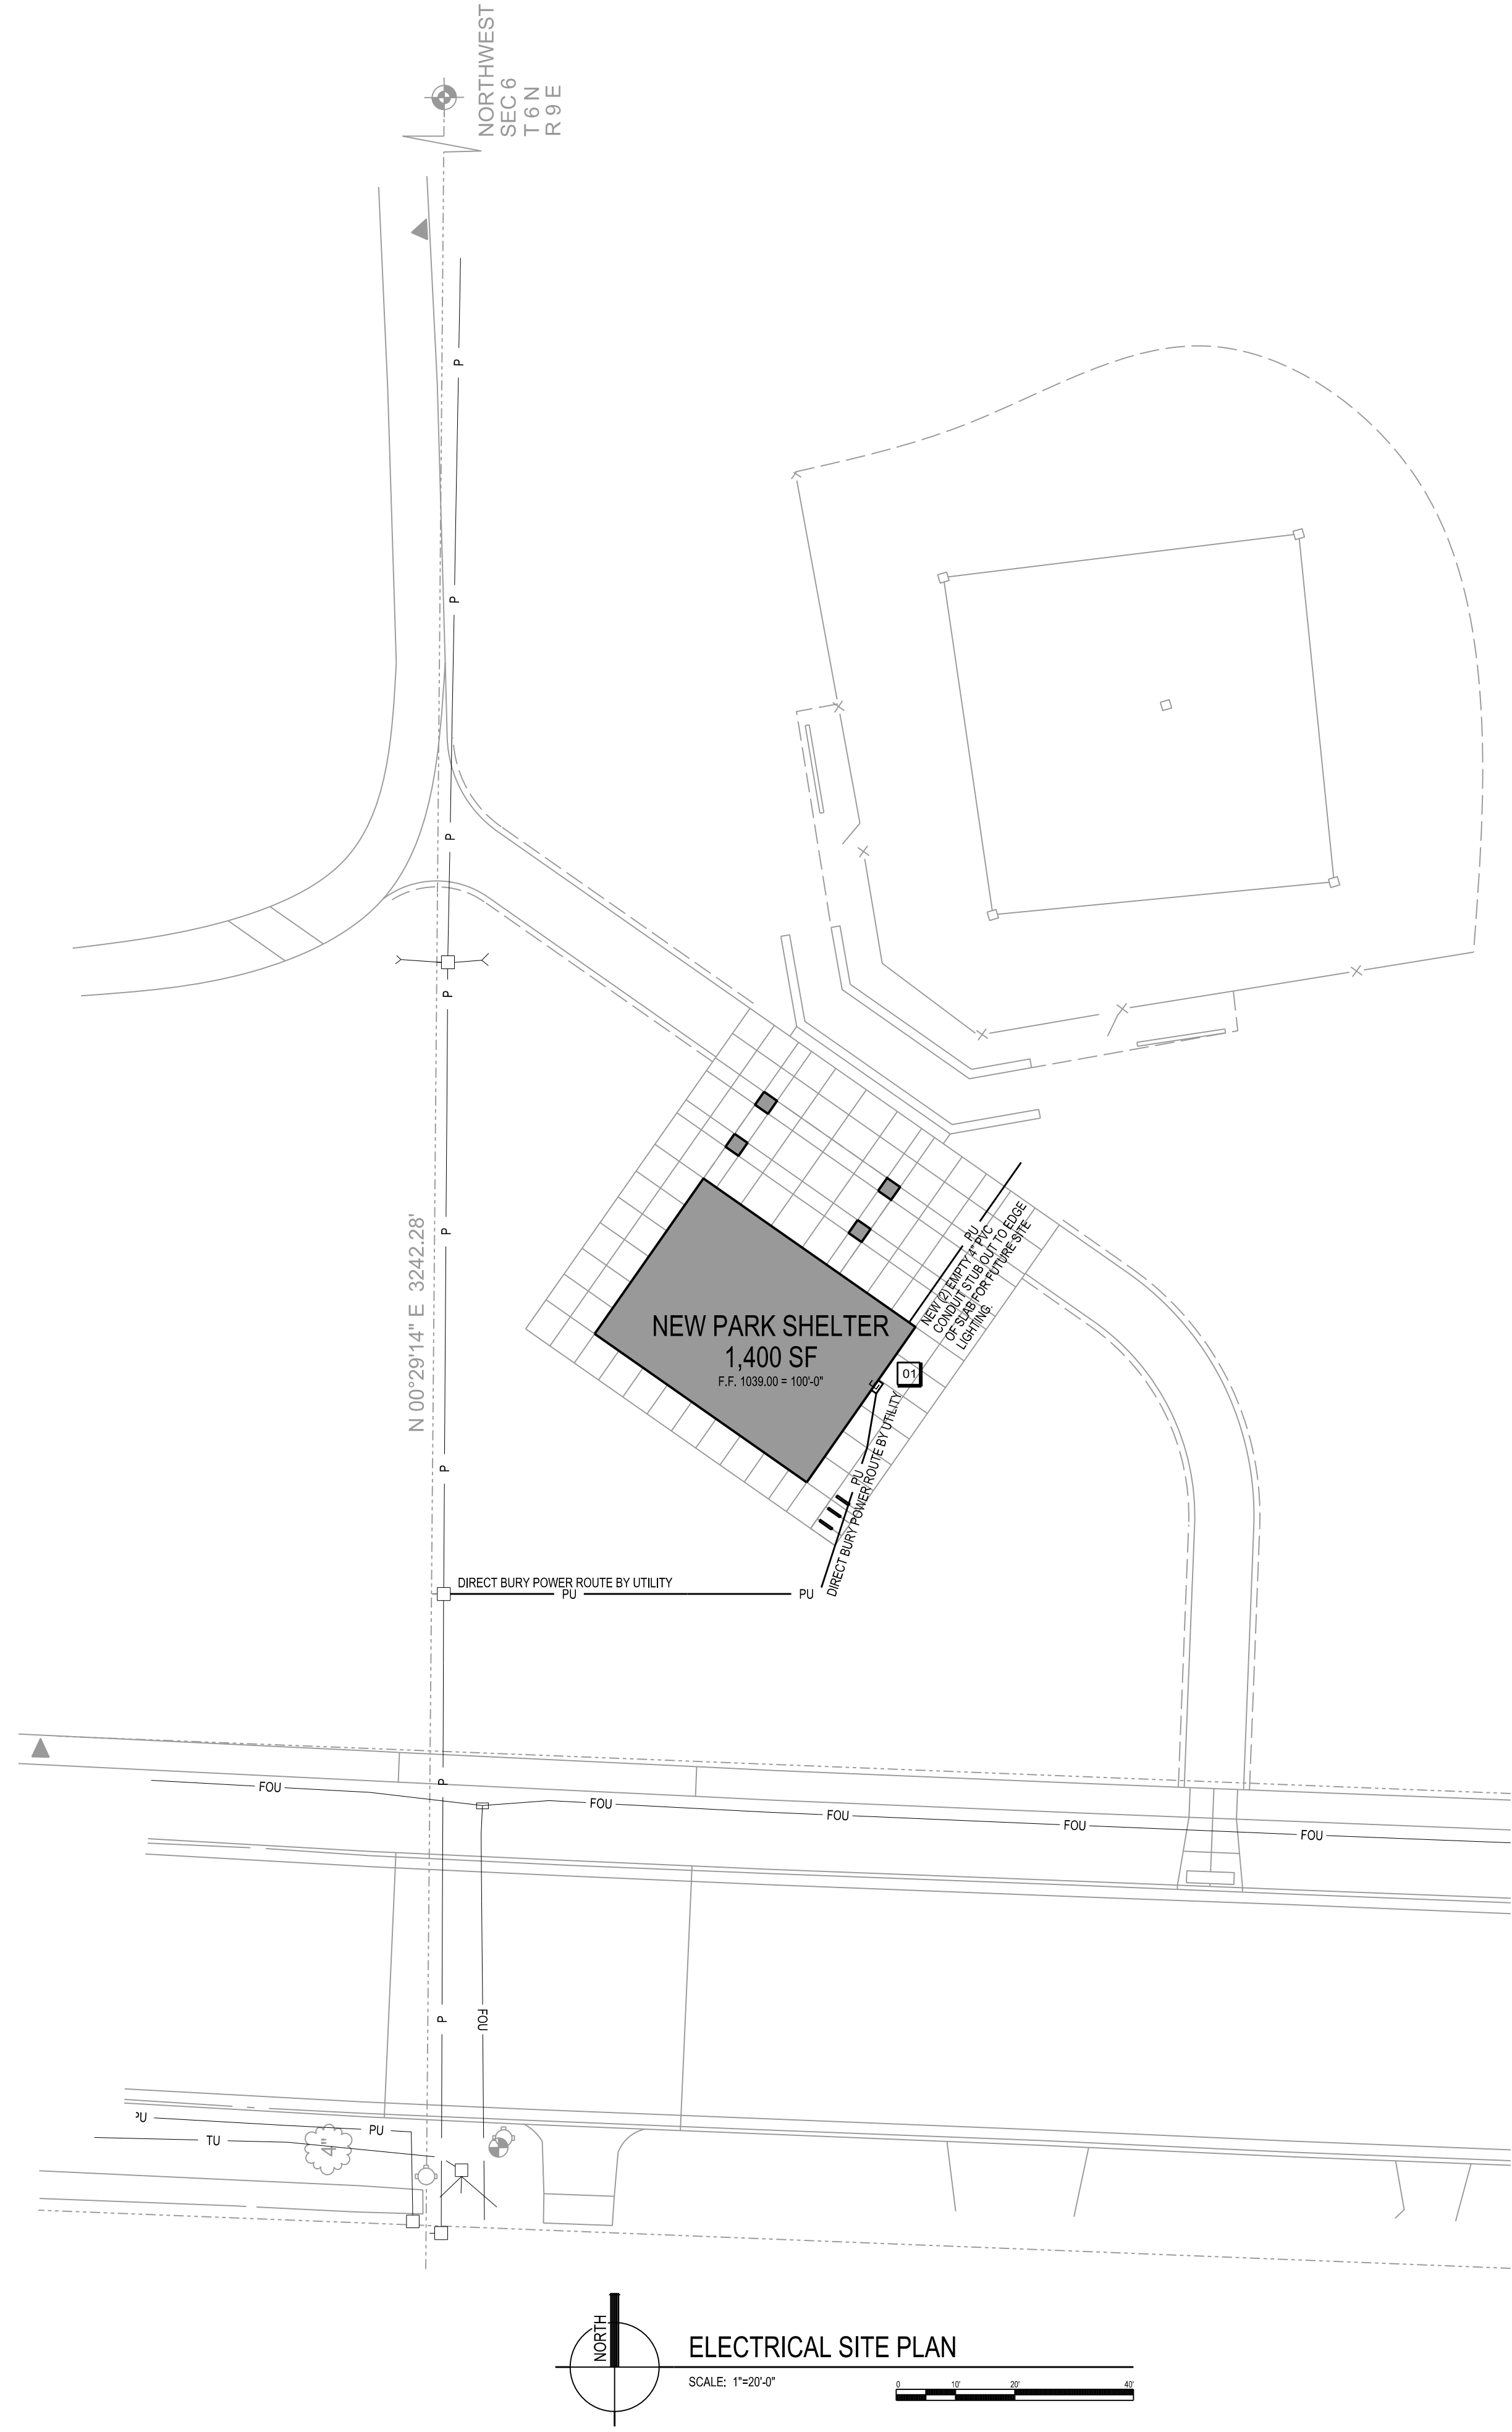 NORTHWEST
SEC 6
T 6 N
R 9 E
P
P
P
P
P
P
N 00°29'14" E  3242.28'
PU
NEW (2) EMPTY 4" PVC
CONDUIT STUB OUT TO EDGE
OF SLAB FOR FUTURE SITE
LIGHTING.
NEW PARK SHELTER
1,400 SF
F.F. 1039.00 = 100'-0"
01
E
PU
DIRECT BURY POWER ROUTE BY UTILITY
DIRECT BURY POWER ROUTE BY UTILITY
PU
PU
P
FOU
FOU
FOU
FOU
FOU
P
FOU
PU
PU
TU
4"
NORTH
ELECTRICAL SITE PLAN
SCALE: 1"=20'-0"
0 10' 20' 40'